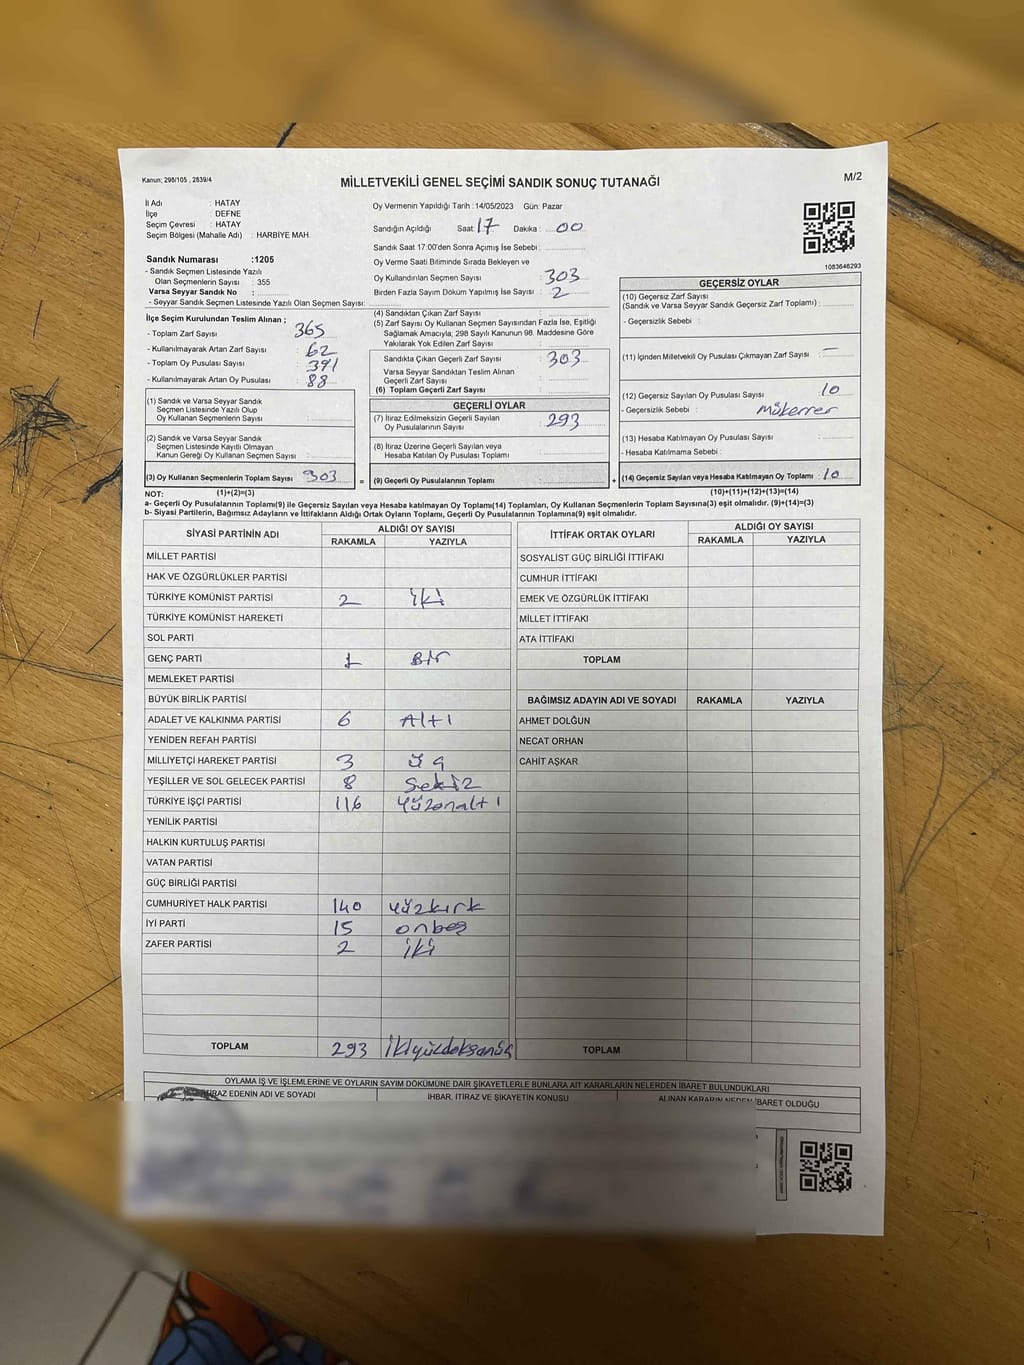 Kanun; 298/105 , 2839/4
MİLLETVEKİLİ GENEL SEÇİMİ SANDIK SONUÇ TUTANAĞI
M/2
İl Adı : HATAY
İlçe : DEFNE
Seçim Çevresi : HATAY
Seçim Bölgesi (Mahalle Adı) : HARBİYE MAH.
Sandık Numarası :1205
- Sandık Seçmen Listesinde Yazılı
Olan Seçmenlerin Sayısı : 355
Varsa Seyyar Sandık No :
- Seyyar Sandık Seçmen Listesinde Yazılı Olan Seçmen Sayısı:
Oy Vermenin Yapıldığı Tarih :14/05/2023 Gün: Pazar
Sandığın Açıldığı Saat: 17 Dakika : 00
Sandık Saat 17:00'den Sonra Açımış İse Sebebi :
Oy Verme Saati Bitiminde Sırada Bekleyen ve
Oy Kullandırılan Seçmen Sayısı : 303
Birden Fazla Sayım Döküm Yapılmış İse Sayısı : 2
1083646293
İlçe Seçim Kurulundan Teslim Alınan ;
- Toplam Zarf Sayısı : 365
- Kullanılmayarak Artan Zarf Sayısı : 62
- Toplam Oy Pusulası Sayısı : 391
- Kullanılmayarak Artan Oy Pusulası : 88
(1) Sandık ve Varsa Seyyar Sandık
Seçmen Listesinde Yazılı Olup
Oy Kullanan Seçmenlerin Sayısı :
(2) Sandık ve Varsa Seyyar Sandık
Seçmen Listesinde Kayıtlı Olmayan
Kanun Gereği Oy Kullanan Seçmen Sayısı :
(3) Oy Kullanan Seçmenlerin Toplam Sayısı : 303
(4) Sandıktan Çıkan Zarf Sayısı :
(5) Zarf Sayısı Oy Kullanan Seçmen Sayısından Fazla İse, Eşitliği
Sağlamak Amacıyla; 298 Sayılı Kanunun 98. Maddesine Göre
Yakılarak Yok Edilen Zarf Sayısı :
Sandıkta Çıkan Geçerli Zarf Sayısı : 303
Varsa Seyyar Sandıktan Teslim Alınan
Geçerli Zarf Sayısı :
(6) Toplam Geçerli Zarf Sayısı :
GEÇERLİ OYLAR
(7) İtiraz Edilmeksizin Geçerli Sayılan
Oy Pusulalarının Sayısı : 293
(8) İtiraz Üzerine Geçerli Sayılan veya
Hesaba Katılan Oy Pusulası Toplamı :
= (9) Geçerli Oy Pusulalarının Toplamı :
GEÇERSİZ OYLAR
(10) Geçersiz Zarf Sayısı
(Sandık ve Varsa Seyyar Sandık Geçersiz Zarf Toplamı) :
- Geçersizlik Sebebi :
(11) İçinden Milletvekili Oy Pusulası Çıkmayan Zarf Sayısı : —
(12) Geçersiz Sayılan Oy Pusulası Sayısı : 10
- Geçersizlik Sebebi : Mükerrer
(13) Hesaba Katılmayan Oy Pusulası Sayısı :
- Hesaba Katılmama Sebebi :
+ (14) Geçersiz Sayılan veya Hesaba Katılmayan Oy Toplamı : 10
NOT: (1)+(2)=(3)
(10)+(11)+(12)+(13)=(14)
a- Geçerli Oy Pusulalarının Toplamı(9) ile Geçersiz Sayılan veya Hesaba katılmayan Oy Toplamı(14) Toplamları, Oy Kullanan Seçmenlerin Toplam Sayısına(3) eşit olmalıdır. (9)+(14)=(3)
b- Siyasi Partilerin, Bağımsız Adayların ve İttifakların Aldığı Ortak Oyların Toplamı, Geçerli Oy Pusulalarının Toplamına(9) eşit olmalıdır.
SİYASİ PARTİNİN ADI ALDIĞI OY SAYISI
RAKAMLA YAZIYLA
MİLLET PARTİSİ
HAK VE ÖZGÜRLÜKLER PARTİSİ
TÜRKİYE KOMÜNİST PARTİSİ 2 iki
TÜRKİYE KOMÜNİST HAREKETİ
SOL PARTİ
GENÇ PARTİ 1 Bir
MEMLEKET PARTİSİ
BÜYÜK BİRLİK PARTİSİ
ADALET VE KALKINMA PARTİSİ 6 Altı
YENİDEN REFAH PARTİSİ
MİLLİYETÇİ HAREKET PARTİSİ 3 üç
YEŞİLLER VE SOL GELECEK PARTİSİ 8 Sekiz
TÜRKİYE İŞÇİ PARTİSİ 116 Yüzonaltı
YENİLİK PARTİSİ
HALKIN KURTULUŞ PARTİSİ
VATAN PARTİSİ
GÜÇ BİRLİĞİ PARTİSİ
CUMHURİYET HALK PARTİSİ 140 yüzkırk
İYİ PARTİ 15 onbeş
ZAFER PARTİSİ 2 iki
TOPLAM 293 İkiyüzdoksanüç
İTTİFAK ORTAK OYLARI ALDIĞI OY SAYISI
RAKAMLA YAZIYLA
SOSYALİST GÜÇ BİRLİĞİ İTTİFAKI
CUMHUR İTTİFAKI
EMEK VE ÖZGÜRLÜK İTTİFAKI
MİLLET İTTİFAKI
ATA İTTİFAKI
TOPLAM
BAĞIMSIZ ADAYIN ADI VE SOYADI RAKAMLA YAZIYLA
AHMET DOLĞUN
NECAT ORHAN
CAHİT AŞKAR
TOPLAM
OYLAMA İŞ VE İŞLEMLERİNE VE OYLARIN SAYIM DÖKÜMÜNE DAİR ŞİKAYETLERLE BUNLARA AİT KARARLARIN NELERDEN İBARET BULUNDUKLARI
İTİRAZ EDENİN ADI VE SOYADI İHBAR, İTİRAZ VE ŞİKAYETİN KONUSU ALINAN KARARIN NEDEN İBARET OLDUĞU